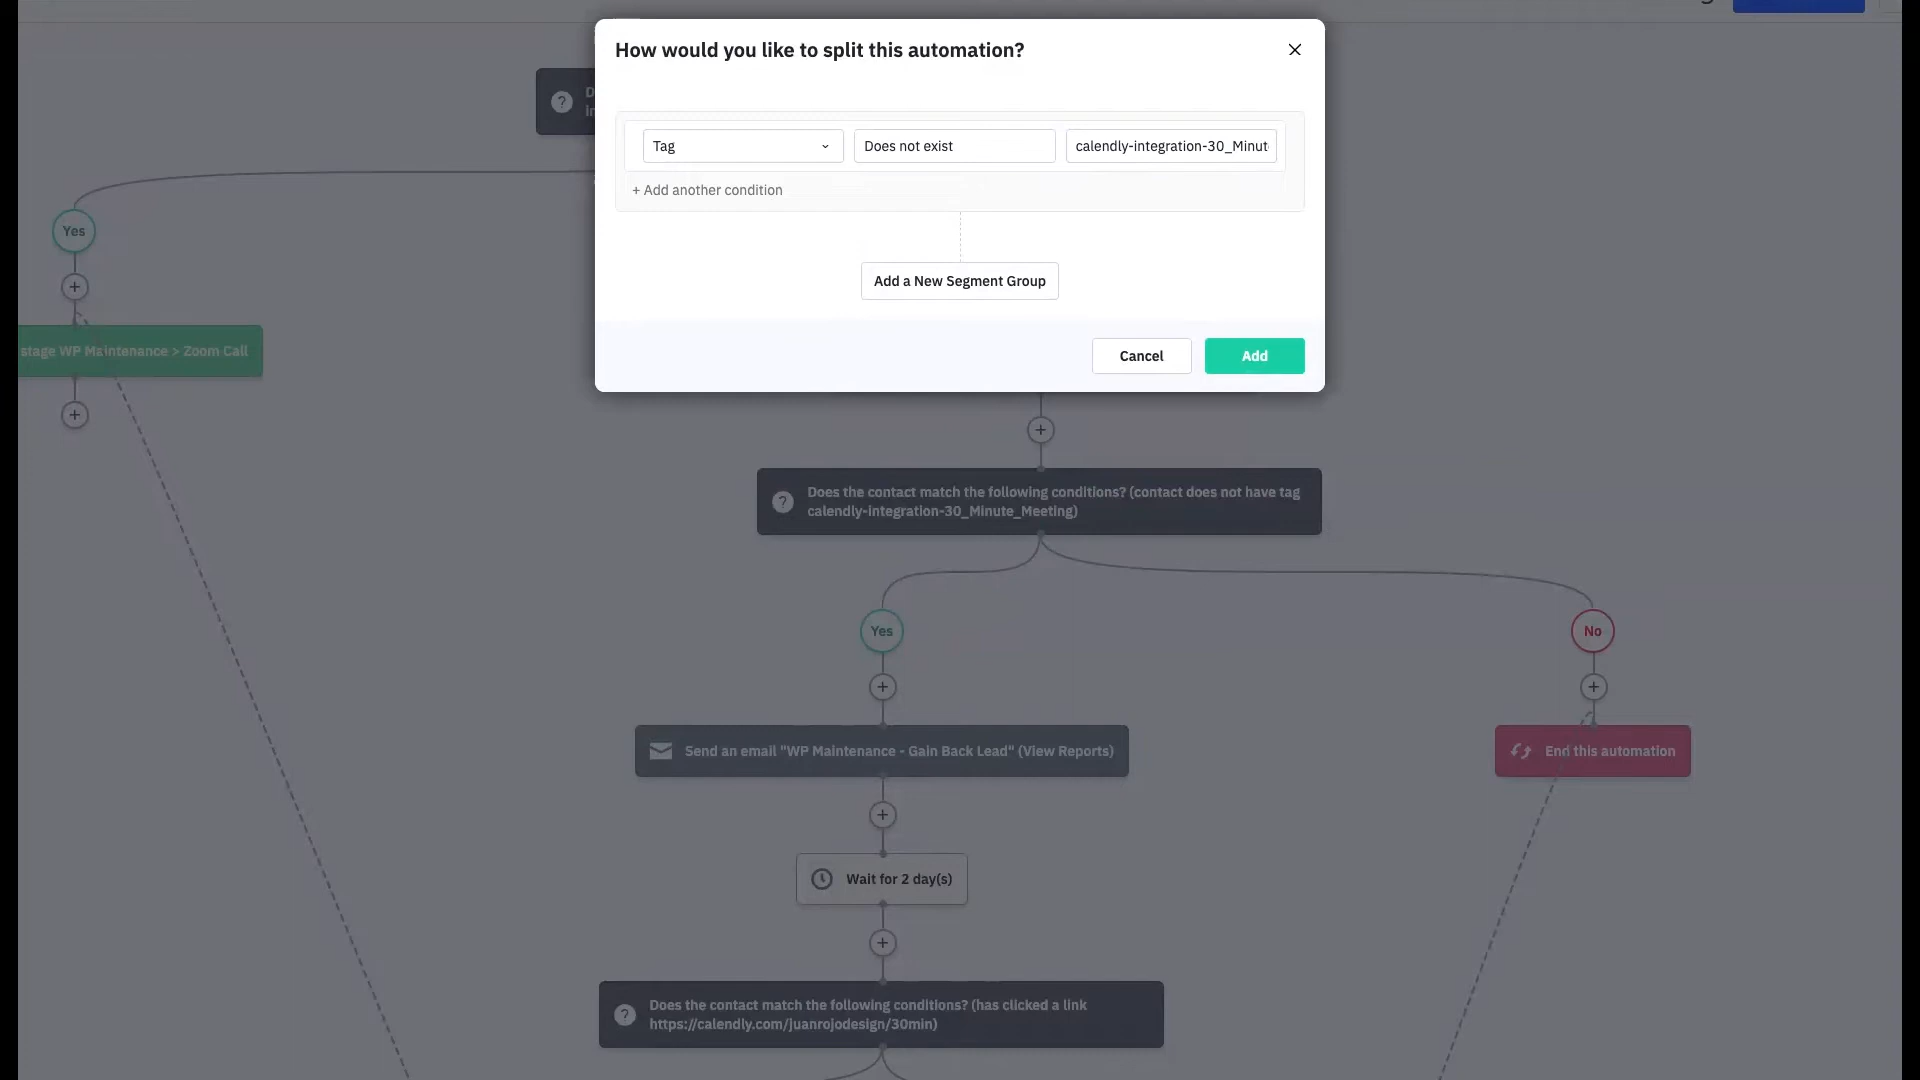 How would you like to split this automation?
Tag
Does not exist
calendly-integration-30_Minut
+ Add another condition
Add a New Segment Group
Cancel
Add
Yes
stage WP Maintenance > Zoom Call
Does the contact match the following conditions? (contact does not have tag
calendly-integration-30_Minute_Meeting)
Yes
No
Send an email "WP Maintenance - Gain Back Lead" (View Reports)
End this automation
Wait for 2 day(s)
Does the contact match the following conditions? (has clicked a link
https://calendly.com/juanrojodesign/30min)